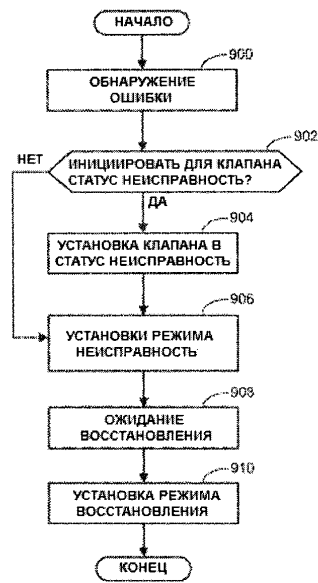 НАЧАЛО
900
ОБНАРУЖЕНИЕ
ОШИБКИ
902
НЕТ
ИНИЦИИРОВАТЬ ДЛЯ КЛАПАНА
СТАТУС НЕИСПРАВНОСТЬ?
ДА
904
УСТАНОВКА КЛАПАНА В
СТАТУС НЕИСПРАВНОСТЬ
906
УСТАНОВКИ РЕЖИМА
НЕИСПРАВНОСТЬ
908
ОЖИДАНИЕ
ВОССТАНОВЛЕНИЯ
910
УСТАНОВКА РЕЖИМА
ВОССТАНОВЛЕНИЯ
КОНЕЦ